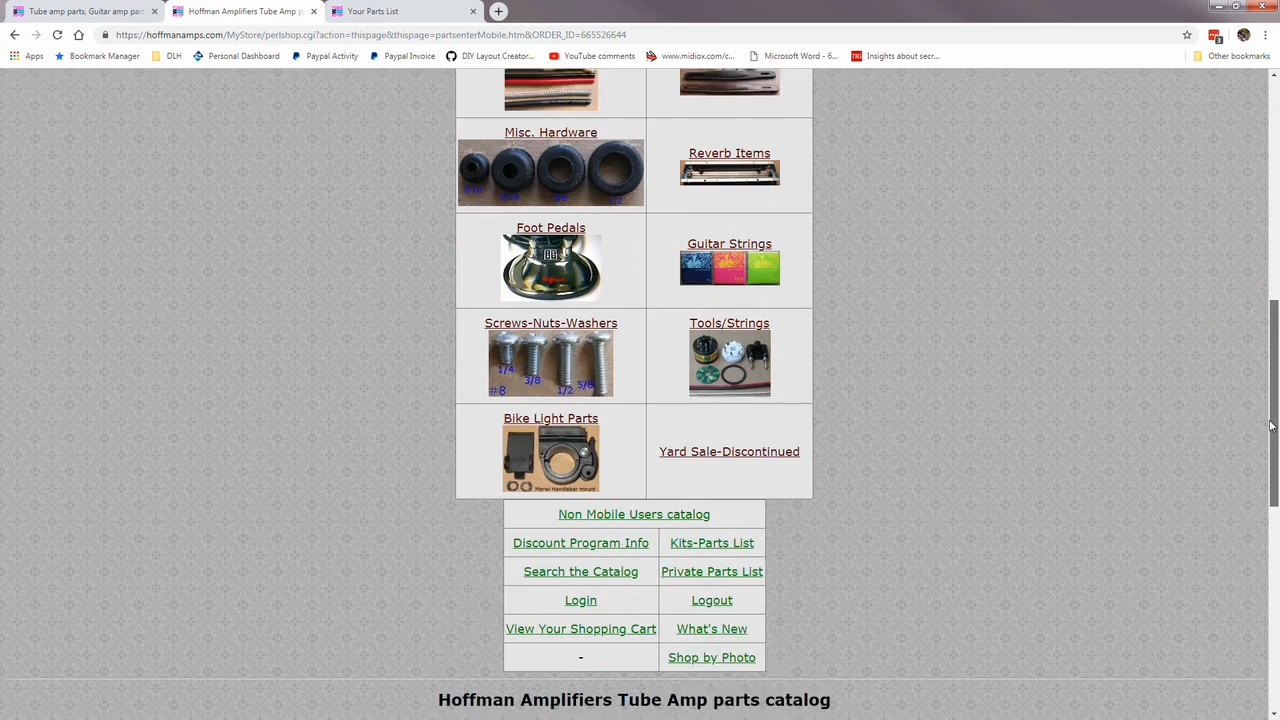 Tube amp parts, Guitar amp part
Hoffman Amplifiers Tube Amp p
Your Parts List
https://hoffmanamps.com/MyStore/perlshop.cgi?action=thispage&thispage=partsenterMobile.htm&ORDER_ID=665526644
Apps Bookmark Manager DLH Personal Dashboard Paypal Activity Paypal Invoice DIY Layout Creator... YouTube comments www.midiox.com/c... Microsoft Word - 6... Insights about secr... Other bookmarks
Misc. Hardware
Reverb Items
Foot Pedals
Guitar Strings
Screws-Nuts-Washers
Tools/Strings
1/4
3/8
1/2
5/6
#8
Bike Light Parts
Marwi Handlebar mount
Yard Sale-Discontinued
Non Mobile Users catalog
Discount Program Info Kits-Parts List
Search the Catalog Private Parts List
Login Logout
View Your Shopping Cart What's New
- Shop by Photo
Hoffman Amplifiers Tube Amp parts catalog